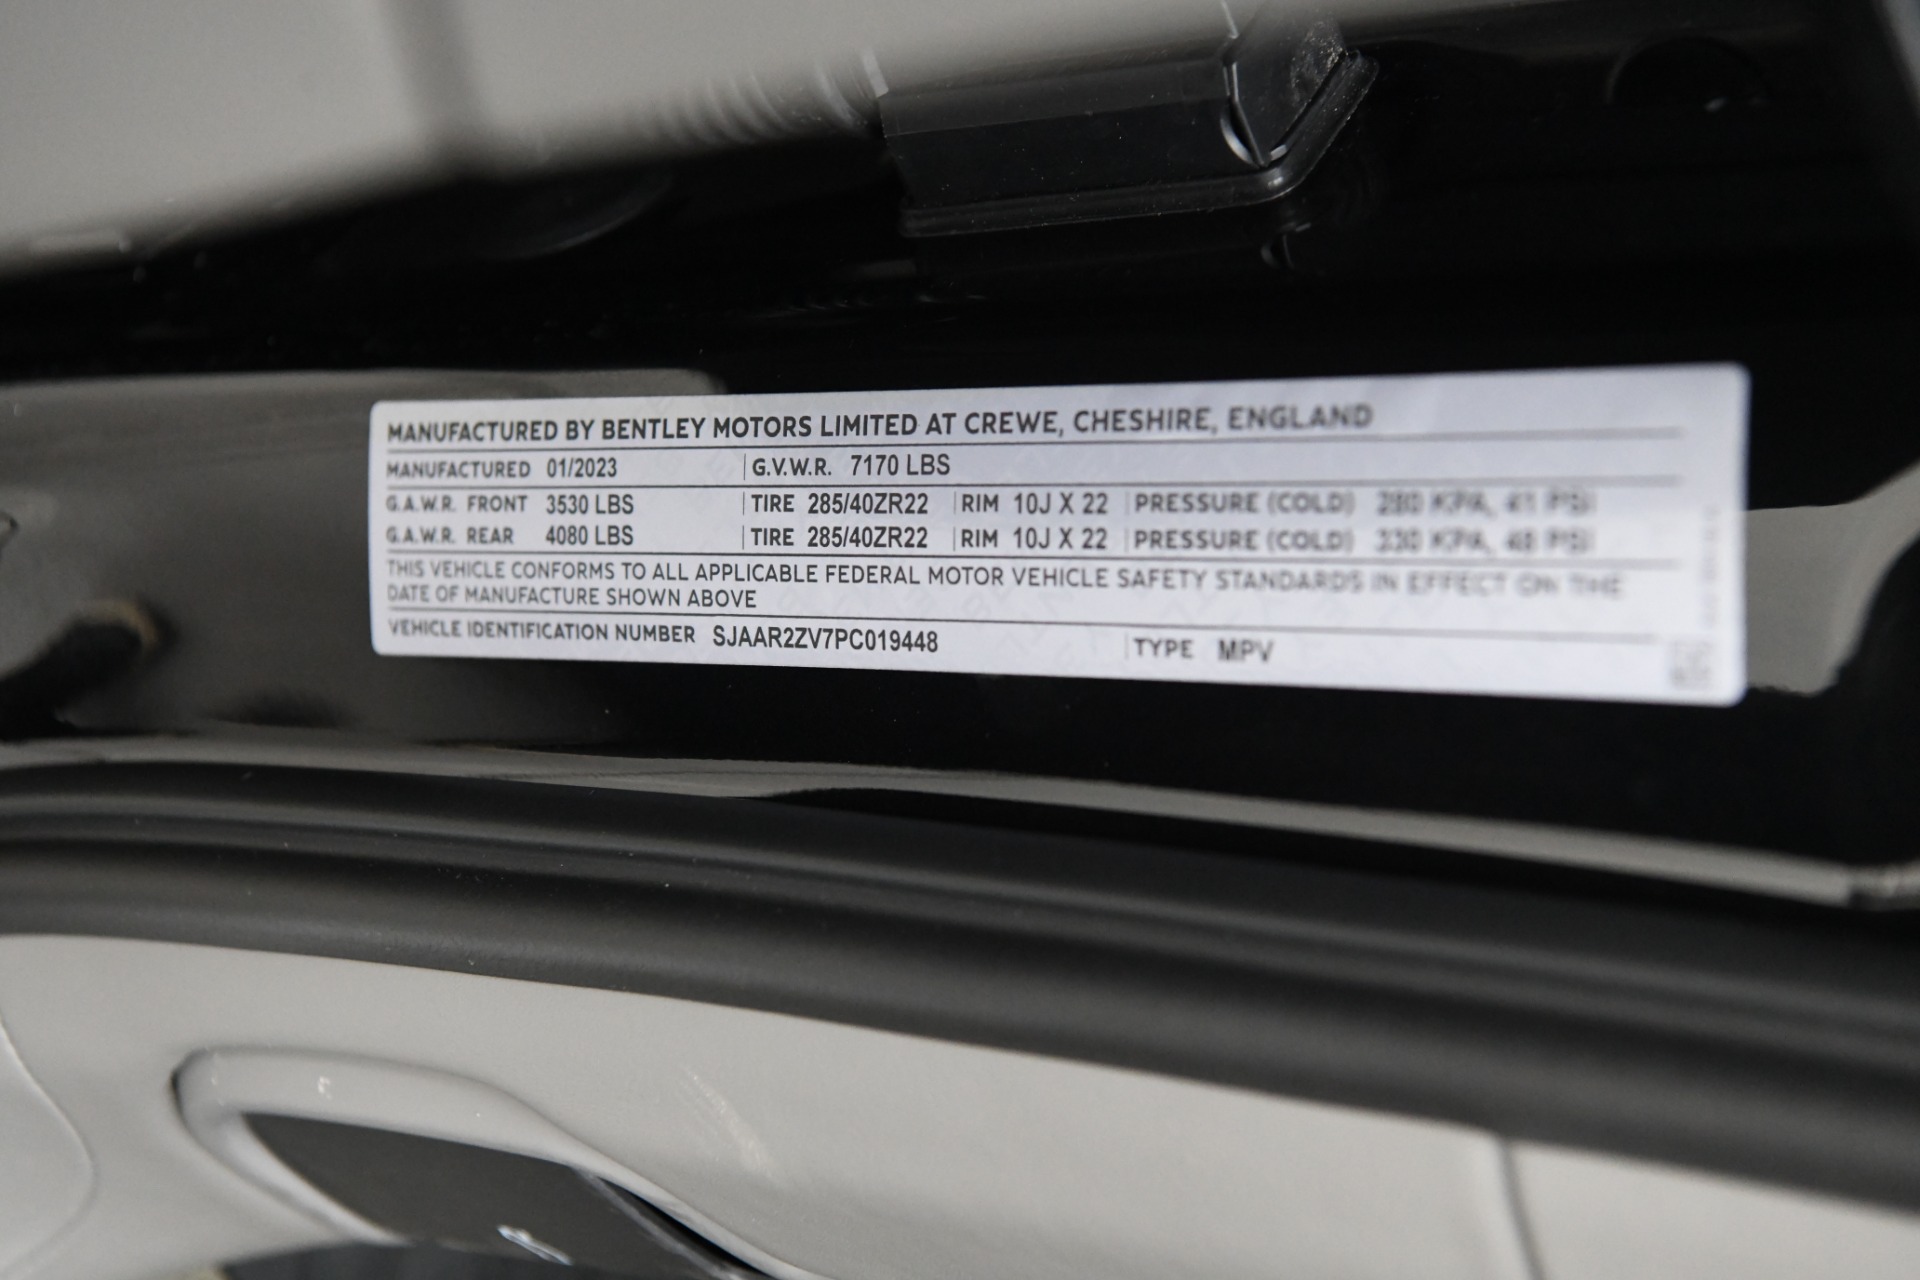 MANUFACTURED BY BENTLEY MOTORS LIMITED AT CREWE, CHESHIRE, ENGLAND
MANUFACTURED 01/2023 G.V.W.R. 7170 LBS
G.A.W.R. FRONT 3530 LBS TIRE 285/40ZR22 RIM 10J X 22 PRESSURE (COLD) 280 KPA, 41 PSI
G.A.W.R. REAR 4080 LBS TIRE 285/40ZR22 RIM 10J X 22 PRESSURE (COLD) 330 KPA, 48 PSI
THIS VEHICLE CONFORMS TO ALL APPLICABLE FEDERAL MOTOR VEHICLE SAFETY STANDARDS IN EFFECT ON THE
DATE OF MANUFACTURE SHOWN ABOVE
VEHICLE IDENTIFICATION NUMBER SJAAR2ZV7PC019448 TYPE MPV